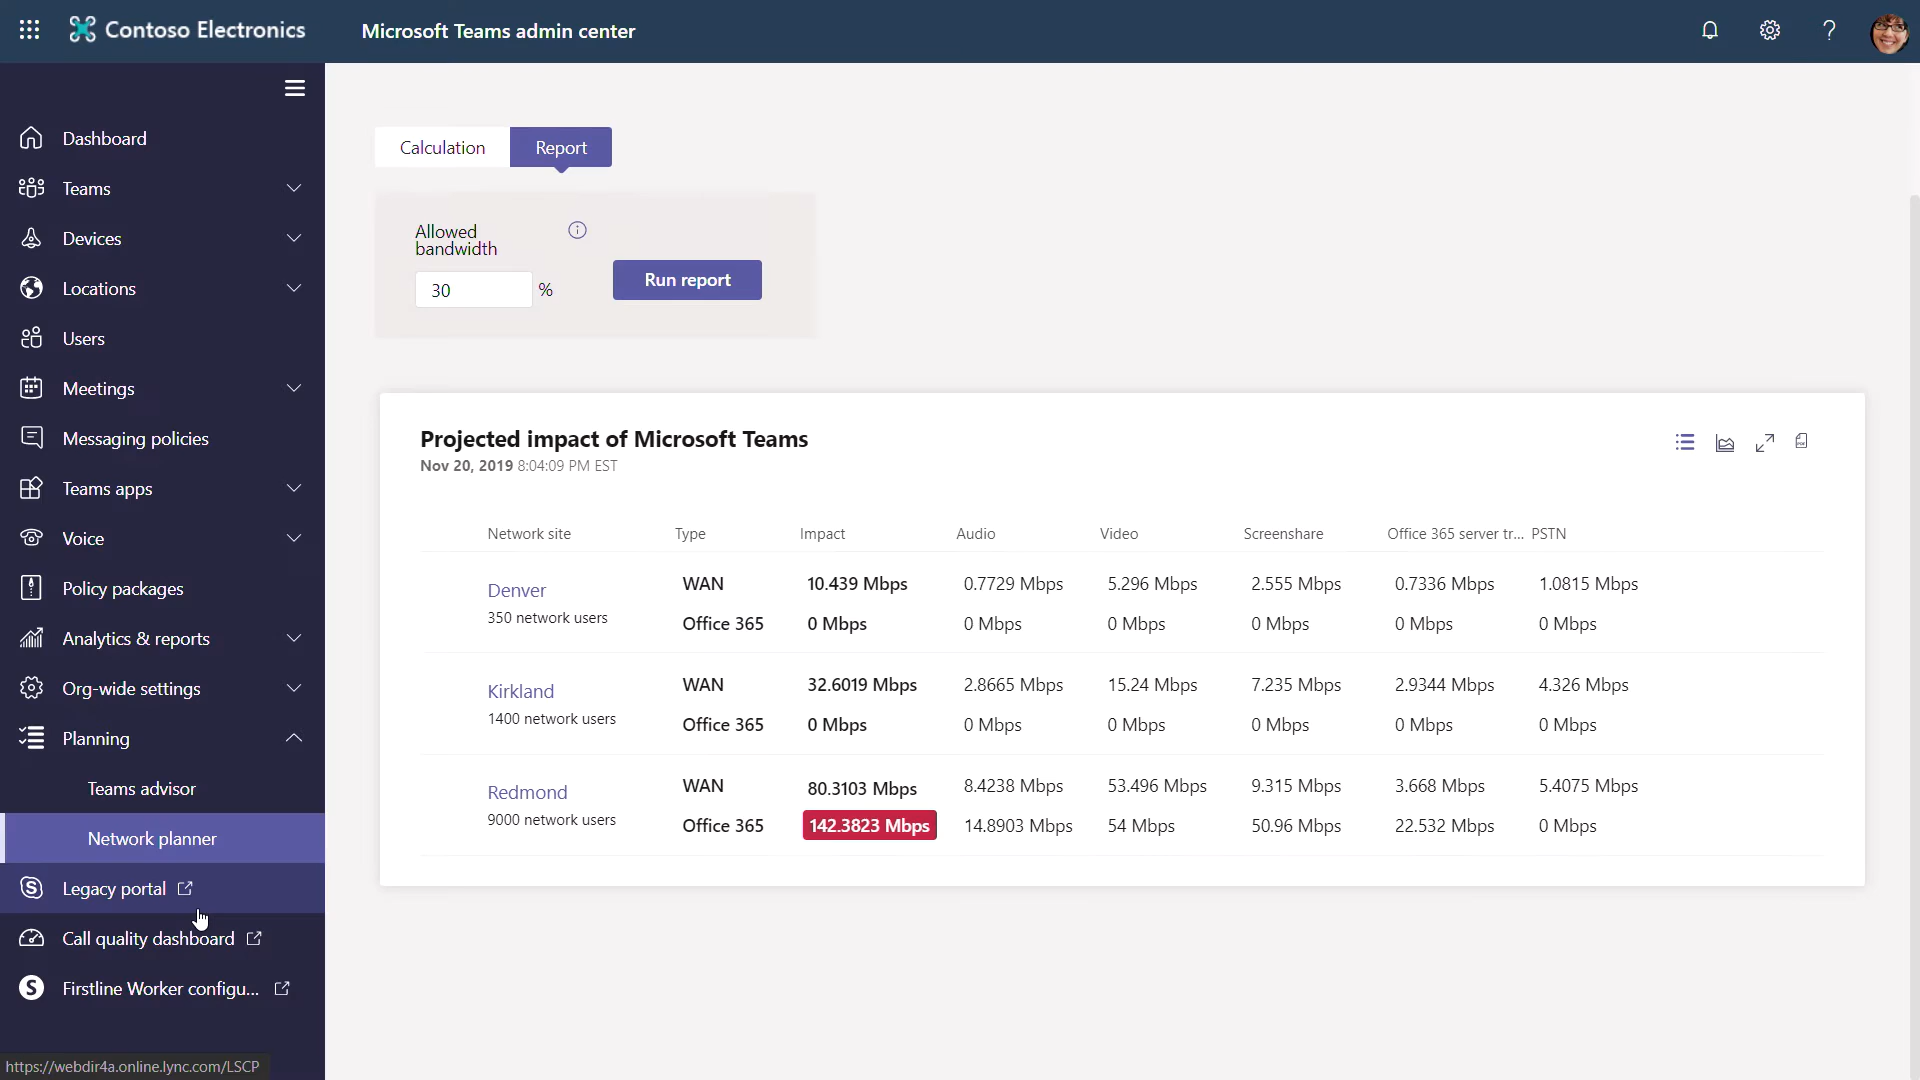 Contoso Electronics
Microsoft Teams admin center
Dashboard
Teams
Devices
Locations
Users
Meetings
Messaging policies
Teams apps
Voice
Policy packages
Analytics & reports
Org-wide settings
Planning
Teams advisor
Network planner
Legacy portal
Call quality dashboard
Firstline Worker configu...
https://webdir4a.online.lync.com/LSCP
Calculation Report
Allowed
bandwidth
30 %
Run report
Projected impact of Microsoft Teams
Nov 20, 2019 8:04:09 PM EST
Network site Type Impact Audio Video Screenshare Office 365 server tr... PSTN
Denver WAN 10.439 Mbps 0.7729 Mbps 5.296 Mbps 2.555 Mbps 0.7336 Mbps 1.0815 Mbps
350 network users Office 365 0 Mbps 0 Mbps 0 Mbps 0 Mbps 0 Mbps 0 Mbps
Kirkland WAN 32.6019 Mbps 2.8665 Mbps 15.24 Mbps 7.235 Mbps 2.9344 Mbps 4.326 Mbps
1400 network users Office 365 0 Mbps 0 Mbps 0 Mbps 0 Mbps 0 Mbps 0 Mbps
Redmond WAN 80.3103 Mbps 8.4238 Mbps 53.496 Mbps 9.315 Mbps 3.668 Mbps 5.4075 Mbps
9000 network users Office 365 142.3823 Mbps 14.8903 Mbps 54 Mbps 50.96 Mbps 22.532 Mbps 0 Mbps